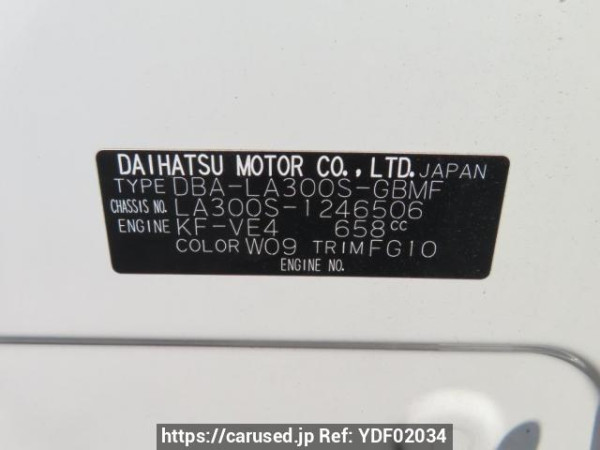 DAIHATSU MOTOR CO.,LTD. JAPAN
TYPE DBA-LA300S-GBMF
CHASSIS NO. LA300S-1246506
ENGINE KF-VE4 658cc
COLOR W09 TRIM FG10
ENGINE NO.
https://carused.jp Ref: YDF02034